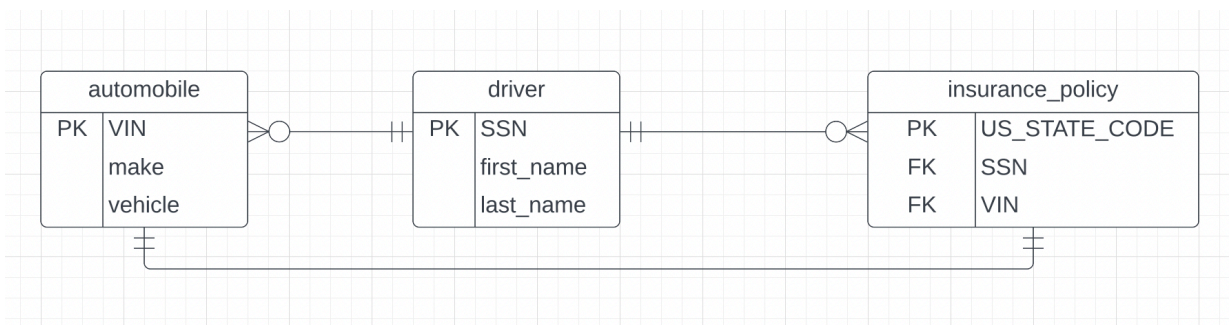 automobile
PK VIN
make
vehicle
driver
PK SSN
first_name
last_name
insurance_policy
PK US_STATE_CODE
FK SSN
FK VIN